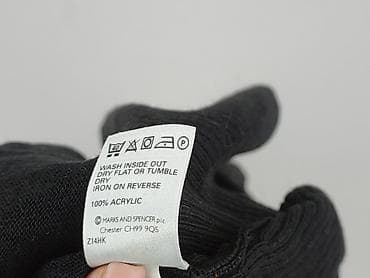 P
WASH INSIDE OUT
DRY FLAT OR TUMBLE
DRY
IRON ON REVERSE
100% ACRYLIC
© MARKS AND SPENCER plc
Chester CH99 9QS
Z14HK